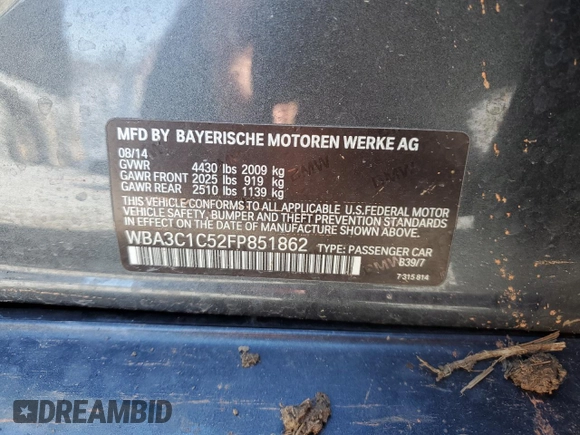 MFD BY BAYERISCHE MOTOREN WERKE AG
08/14
GVWR 4430 lbs 2009 kg
GAWR FRONT 2025 lbs 919 kg
GAWR REAR 2510 lbs 1139 kg
THIS VEHICLE CONFORMS TO ALL APPLICABLE U.S.FEDERAL MOTOR
VEHICLE SAFETY, BUMPER AND THEFT PREVENTION STANDARDS
IN EFFECT ON THE DATE OF MANUFACTURE SHOWN ABOVE.
WBA3C1C52FP851862 TYPE: PASSENGER CAR
B39/7
7 315 814
DREAMBID